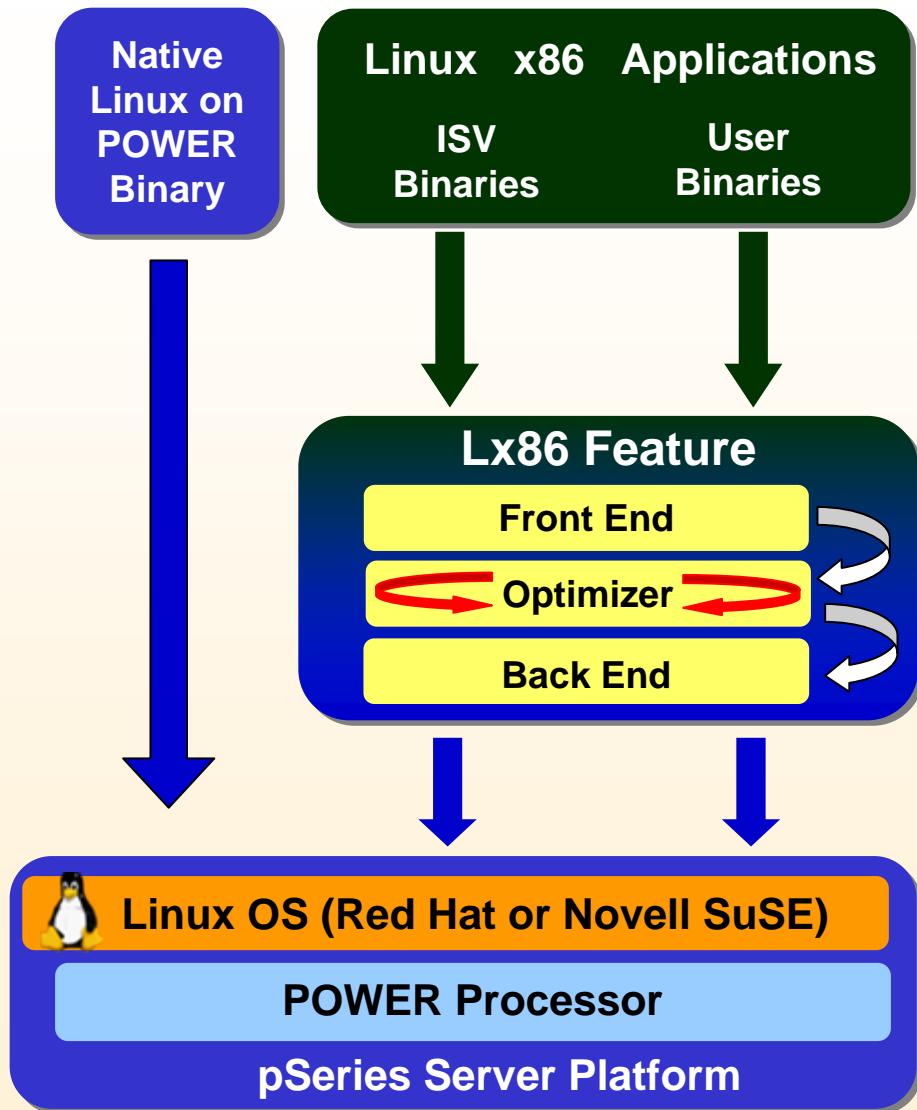 Native
Linux on
POWER
Binary
Linux x86 Applications
ISV
Binaries
User
Binaries
Lx86 Feature
Front End
Optimizer
Back End
Linux OS (Red Hat or Novell SuSE)
POWER Processor
pSeries Server Platform